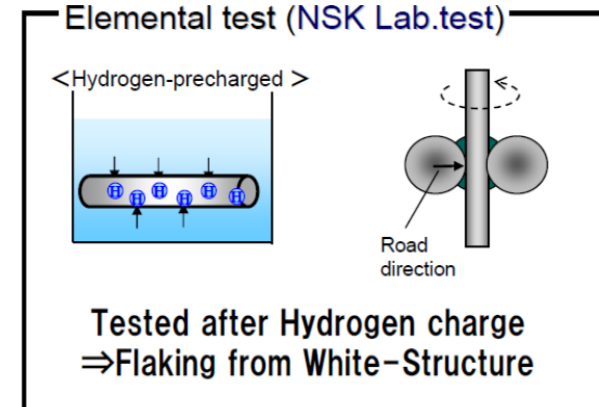 Elemental test (NSK Lab.test)
<Hydrogen-precharged >
H H H H H H
Road
direction
Tested after Hydrogen charge
⇒Flaking from White-Structure